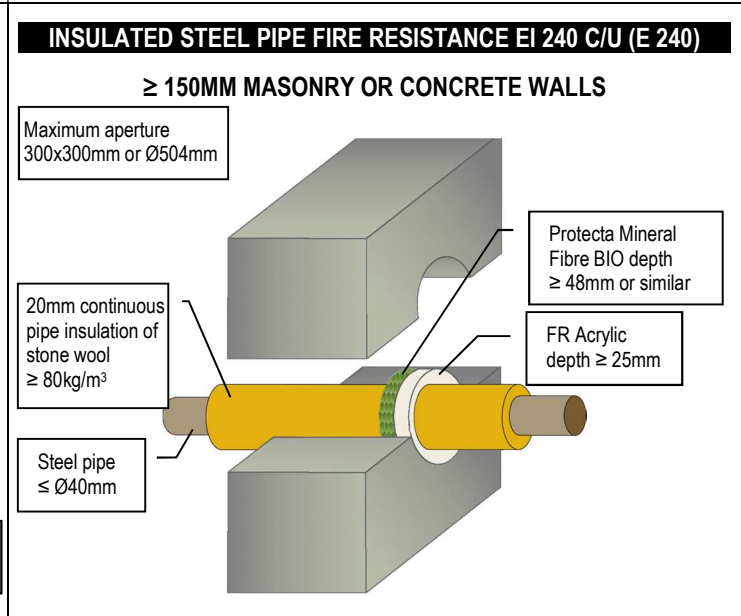 INSULATED STEEL PIPE FIRE RESISTANCE EI 240 C/U (E 240)
≥ 150MM MASONRY OR CONCRETE WALLS
Maximum aperture
300x300mm or Ø504mm
Protecta Mineral
Fibre BIO depth
≥ 48mm or similar
20mm continuous
pipe insulation of
stone wool
≥ 80kg/m³
FR Acrylic
depth ≥ 25mm
Steel pipe
≤ Ø40mm